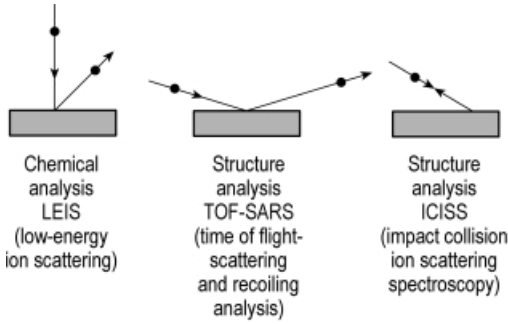 Chemical
analysis
LEIS
(low-energy
ion scattering)
Structure
analysis
TOF-SARS
(time of flight-
scattering
and recoiling
analysis)
Structure
analysis
ICISS
(impact collision
ion scattering
spectroscopy)